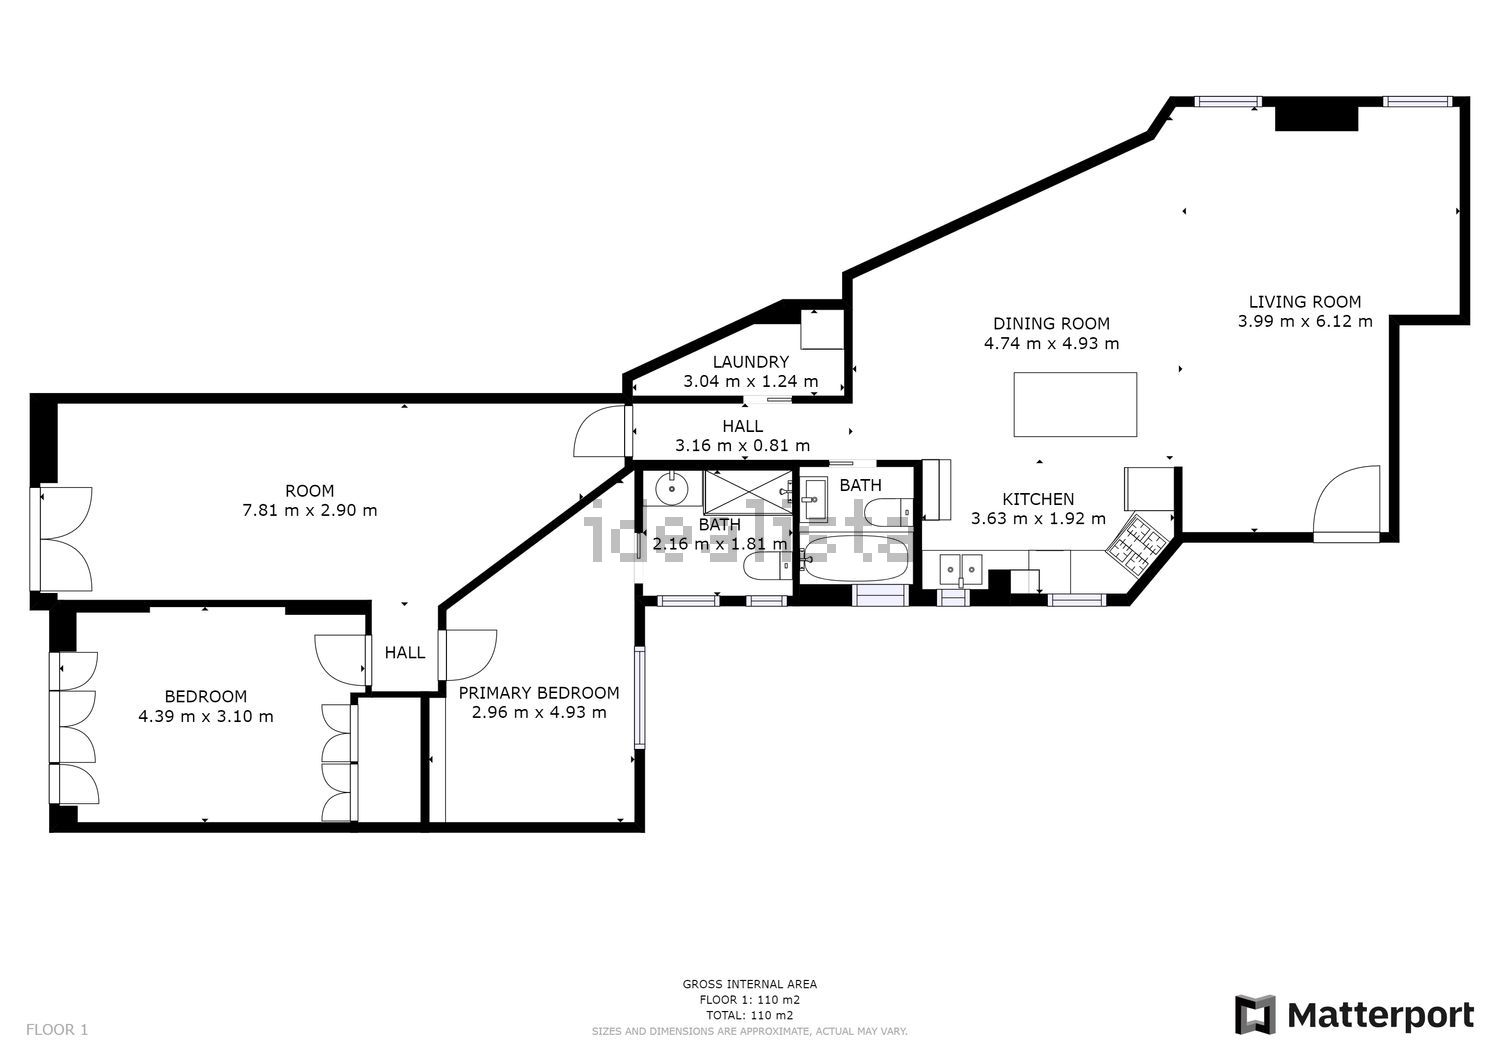 LIVING ROOM
3.99 m x 6.12 m
DINING ROOM
4.74 m x 4.93 m
LAUNDRY
3.04 m x 1.24 m
HALL
3.16 m x 0.81 m
ROOM
7.81 m x 2.90 m
BATH
KITCHEN
3.63 m x 1.92 m
BATH
2.16 m x 1.81 m
idealista
HALL
BEDROOM
4.39 m x 3.10 m
PRIMARY BEDROOM
2.96 m x 4.93 m
GROSS INTERNAL AREA
FLOOR 1: 110 m2
TOTAL: 110 m2
SIZES AND DIMENSIONS ARE APPROXIMATE, ACTUAL MAY VARY.
FLOOR 1
Matterport